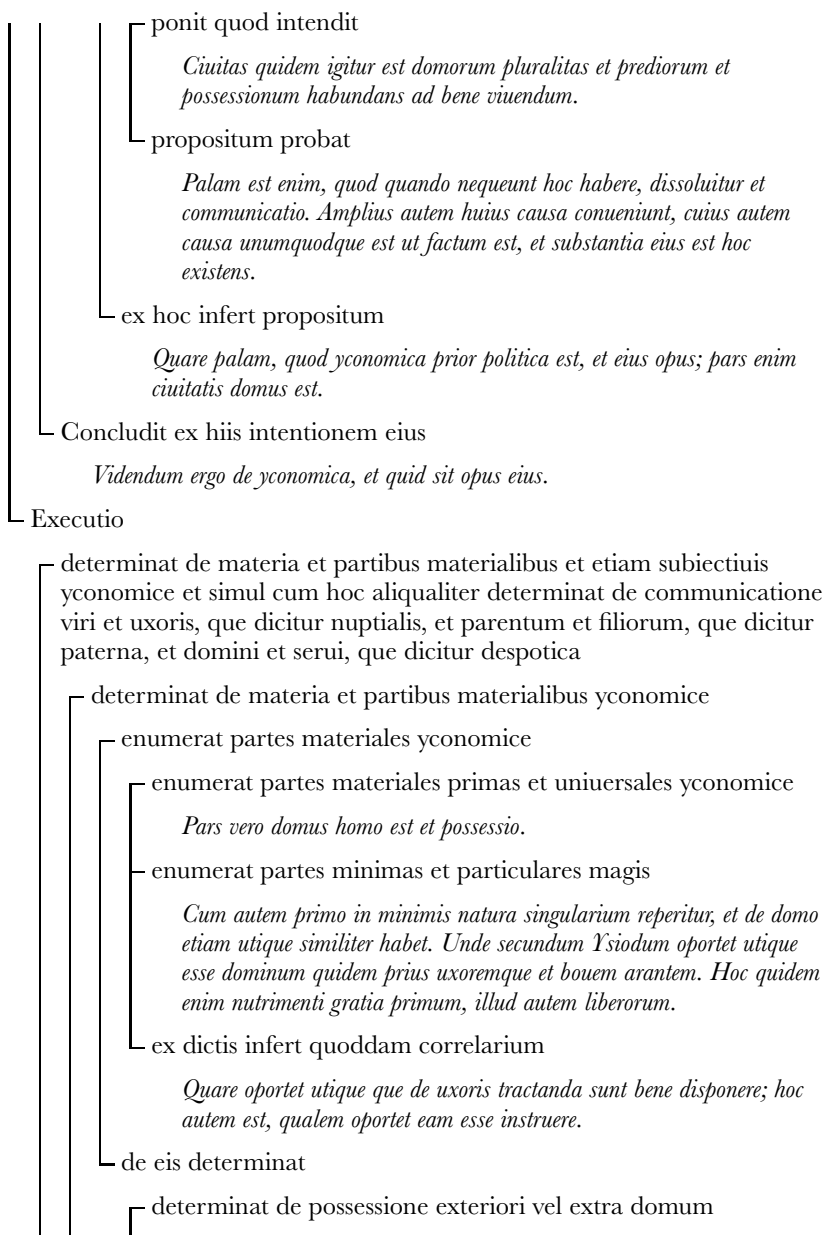 ponit quod intendit
Ciuitas quidem igitur est domorum pluralitas et prediorum et
possessionum habundans ad bene viuendum.
propositum probat
Palam est enim, quod quando nequeunt hoc habere, dissoluitur et
communicatio. Amplius autem huius causa conueniunt, cuius autem
causa unumquodque est ut factum est, et substantia eius est hoc
existens.
ex hoc infert propositum
Quare palam, quod yconomica prior politica est, et eius opus; pars enim
ciuitatis domus est.
Concludit ex hiis intentionem eius
Videndum ergo de yconomica, et quid sit opus eius.
Executio
determinat de materia et partibus materialibus et etiam subiectiuis
yconomice et simul cum hoc aliqualiter determinat de communicatione
viri et uxoris, que dicitur nuptialis, et parentum et filiorum, que dicitur
paterna, et domini et serui, que dicitur despotica
determinat de materia et partibus materialibus yconomice
enumerat partes materiales yconomice
enumerat partes materiales primas et uniuersales yconomice
Pars vero domus homo est et possessio.
enumerat partes minimas et particulares magis
Cum autem primo in minimis natura singularium reperitur, et de domo
etiam utique similiter habet. Unde secundum Ysiodum oportet utique
esse dominum quidem prius uxoremque et bouem arantem. Hoc quidem
enim nutrimenti gratia primum, illud autem liberorum.
ex dictis infert quoddam correlarium
Quare oportet utique que de uxoris tractanda sunt bene disponere; hoc
autem est, qualem oportet eam esse instruere.
de eis determinat
determinat de possessione exteriori vel extra domum